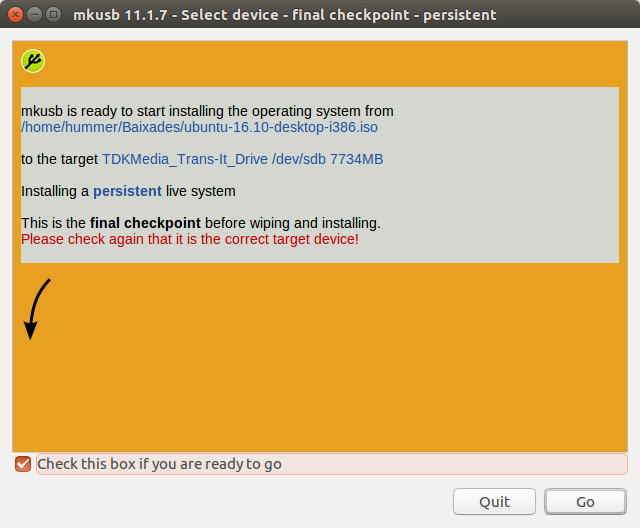 mkusb 11.1.7 - Select device - final checkpoint - persistent
mkusb is ready to start installing the operating system from
/home/hummer/Baixades/ubuntu-16.10-desktop-i386.iso
to the target TDKMedia_Trans-It_Drive /dev/sdb 7734MB
Installing a persistent live system
This is the final checkpoint before wiping and installing.
Please check again that it is the correct target device!
Check this box if you are ready to go
Quit Go